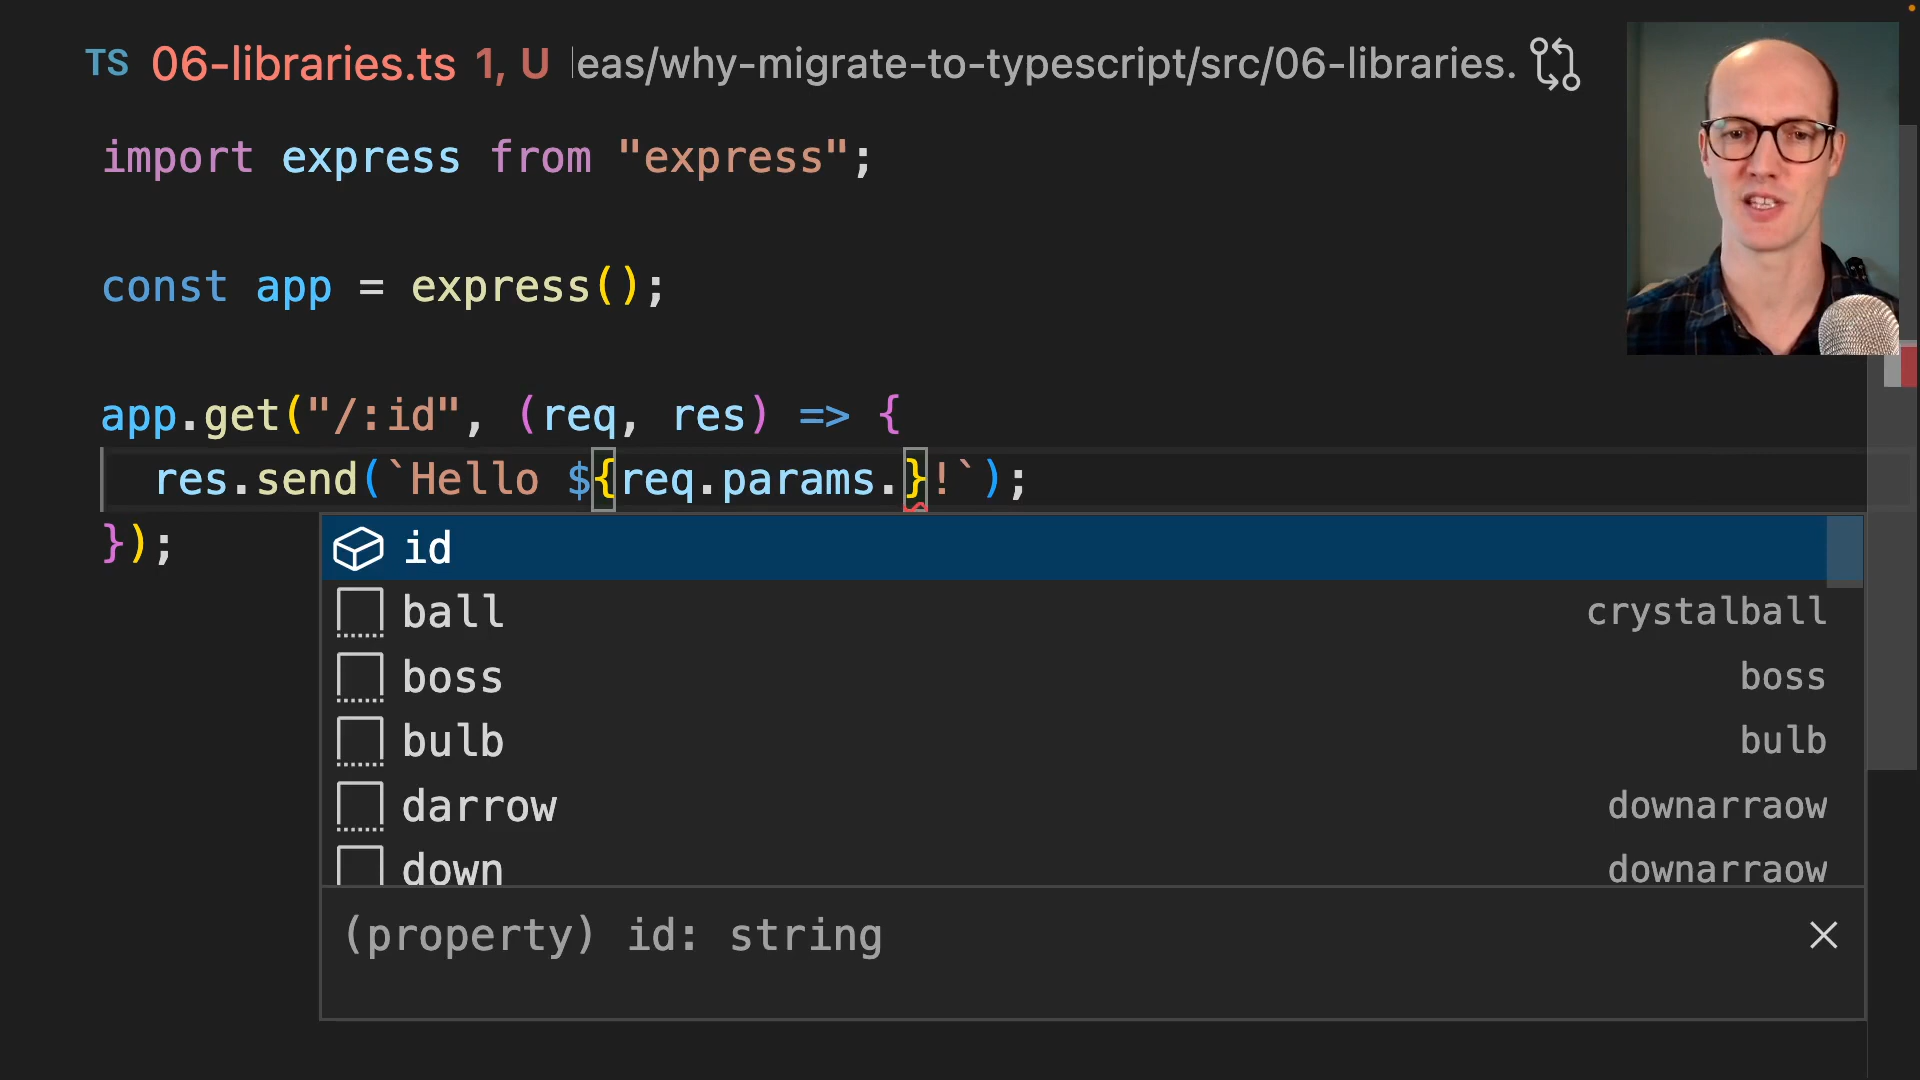 TS 06-libraries.ts 1, U eas/why-migrate-to-typescript/src/06-libraries.
import express from "express";
const app = express();
app.get("/:id", (req, res) => {
res.send(`Hello ${req.params.}!`);
});
id
ball crystalball
boss boss
bulb bulb
darrow downarraow
down downarraow
(property) id: string